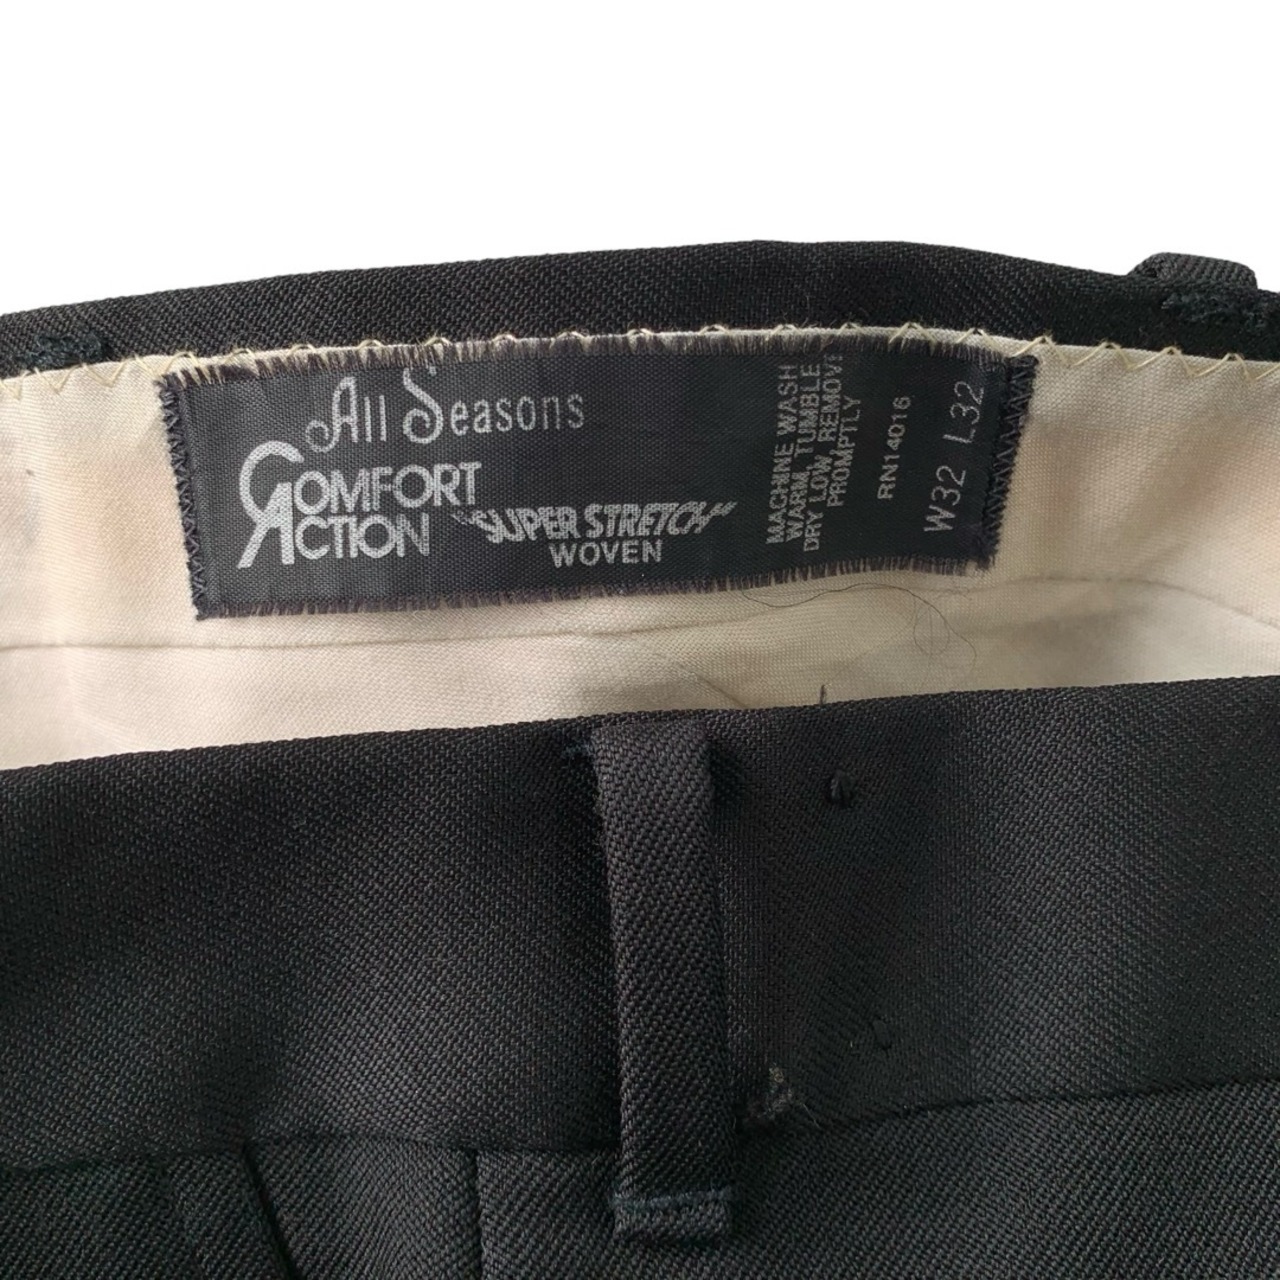 All Seasons
COMFORT
ACTION
"SUPER STRETCH"
WOVEN
MACHINE WASH
WARM, TUMBLE
DRY LOW, REMOVE
PROMPTLY
RN14016
W32 L32